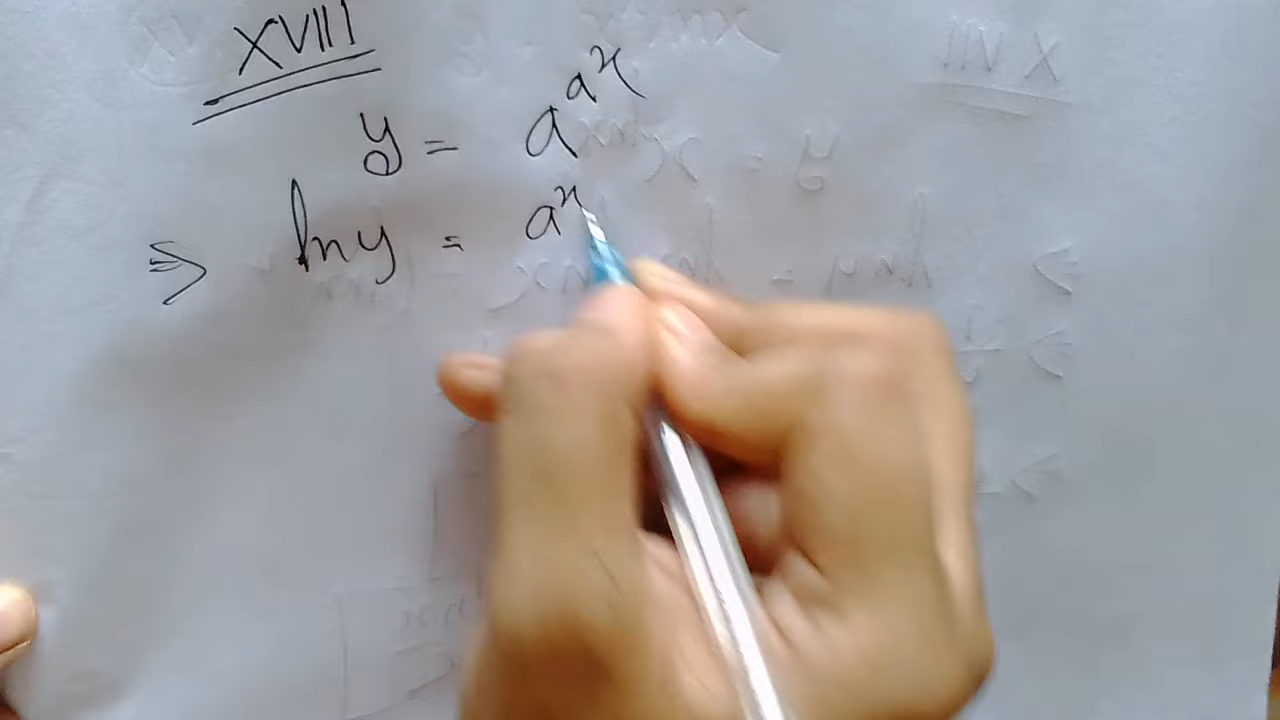 XVIII
y = a^{a^x}
⇒ ln y = a^x